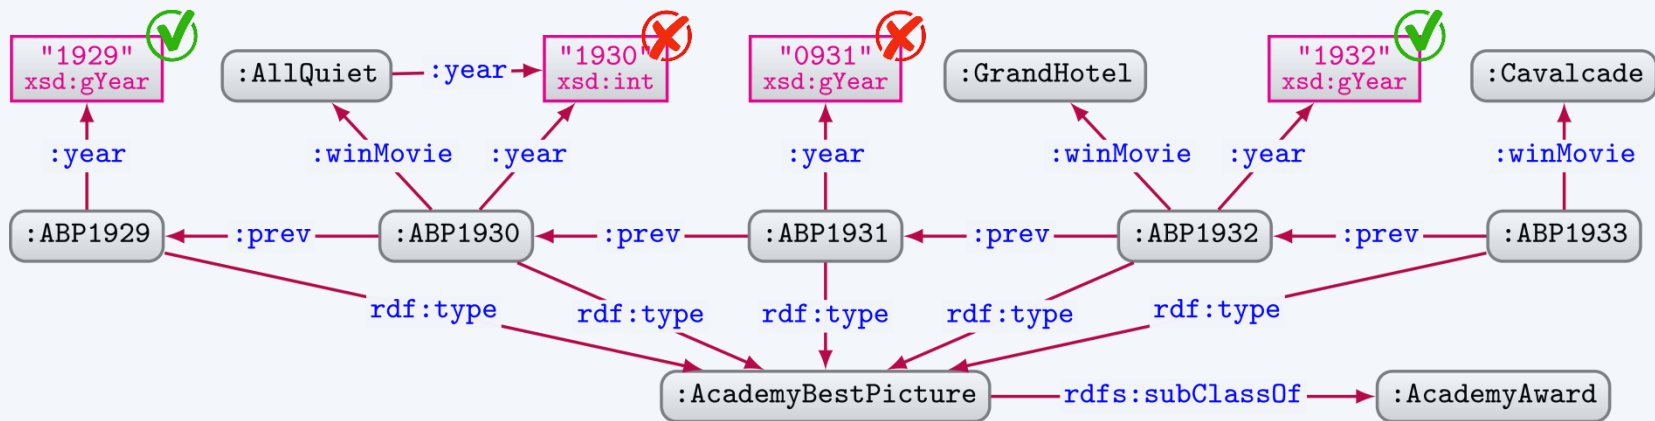 "1929"
xsd:gYear
:AllQuiet
:year
"1930"
xsd:int
"0931"
xsd:gYear
:GrandHotel
"1932"
xsd:gYear
:Cavalcade
:year
:winMovie
:year
:year
:winMovie
:year
:winMovie
:ABP1929
:prev
:ABP1930
:prev
:ABP1931
:prev
:ABP1932
:prev
:ABP1933
rdf:type
rdf:type
rdf:type
rdf:type
rdf:type
:AcademyBestPicture
rdfs:subClassOf
:AcademyAward